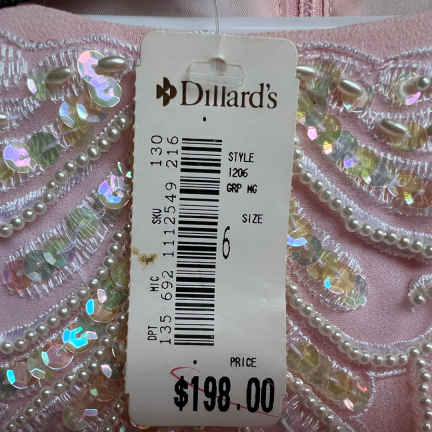 Dillard's
STYLE
1206
GRP MG
SIZE
6
DPT MIC SKU
135 692 1112549 216
130
PRICE
$198.00